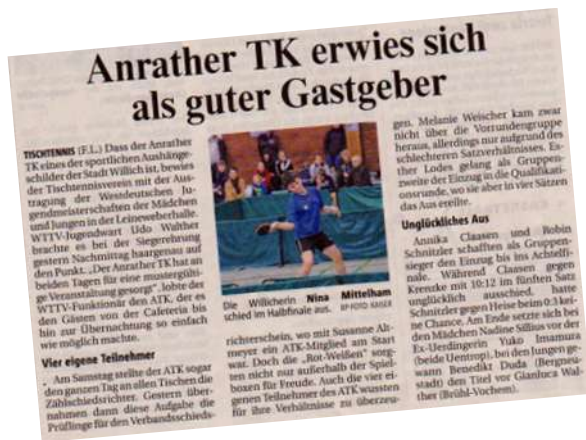 Anrather TK erwies sich
als guter Gastgeber
TISCHTENNIS (F.L.) Dass der Anrather
TK eines der sportlichen Aushänge-
schilder der Stadt Willich ist, bewies
der Tischtennisverein mit der Aus-
tragung der Westdeutschen Ju-
gendmeisterschaften der Mädchen
und Jungen in der Leineweberhalle.
WTTV-Jugendwart Udo Walther
brachte es bei der Siegerehrung
gestern Nachmittag haargenau auf
den Punkt. „Der Anrather TK hat an
beiden Tagen für eine mustergülti-
ge Veranstaltung gesorgt“, lobte der
WTTV-Funktionär den ATK, der es
den Gästen von der Cafeteria bis
hin zur Übernachtung so einfach
wie möglich machte.
Vier eigene Teilnehmer
Am Samstag stellte der ATK sogar
den ganzen Tag an allen Tischen die
Zählschiedsrichter. Gestern über-
nahmen dann diese Aufgabe die
Prüflinge für den Verbandsschieds-
Die Willicherin Nina Mittelham
schied im Halbfinale aus. RP-FOTO: KAISER
richterschein, wo mit Susanne Alt-
meyer ein ATK-Mitglied am Start
war. Doch die „Rot-Weißen“ sorg-
ten nicht nur außerhalb der Spiel-
boxen für Freude. Auch die vier ei-
genen Teilnehmer des ATK wussten
für ihre Verhältnisse zu überzeu-
gen. Melanie Weischer kam zwar
nicht über die Vorrundengruppe
heraus, allerdings nur aufgrund des
schlechteren Satzverhältnisses. Es-
ther Lodes gelang als Gruppen-
zweite der Einzug in die Qualifikati-
onsrunde, wo sie aber in vier Sätzen
das Aus ereilte.
Unglückliches Aus
Annika Claasen und Robin
Schnitzler schafften als Gruppen-
sieger den Einzug bis ins Achtelfi-
nale. Während Claasen gegen
Krenzke mit 10:12 im fünften Satz
unglücklich ausschied, hatte
Schnitzler gegen Heise beim 0:3 kei-
ne Chance. Am Ende setzte sich bei
den Mädchen Nadine Sillius vor des
Ex-Uerdingerin Yuko Imamura
(beide Uentrop), bei den Jungen ge-
wann Benedikt Duda (Bergneu-
stadt) den Titel vor Gianluca Wal-
ther (Brühl-Vochem).